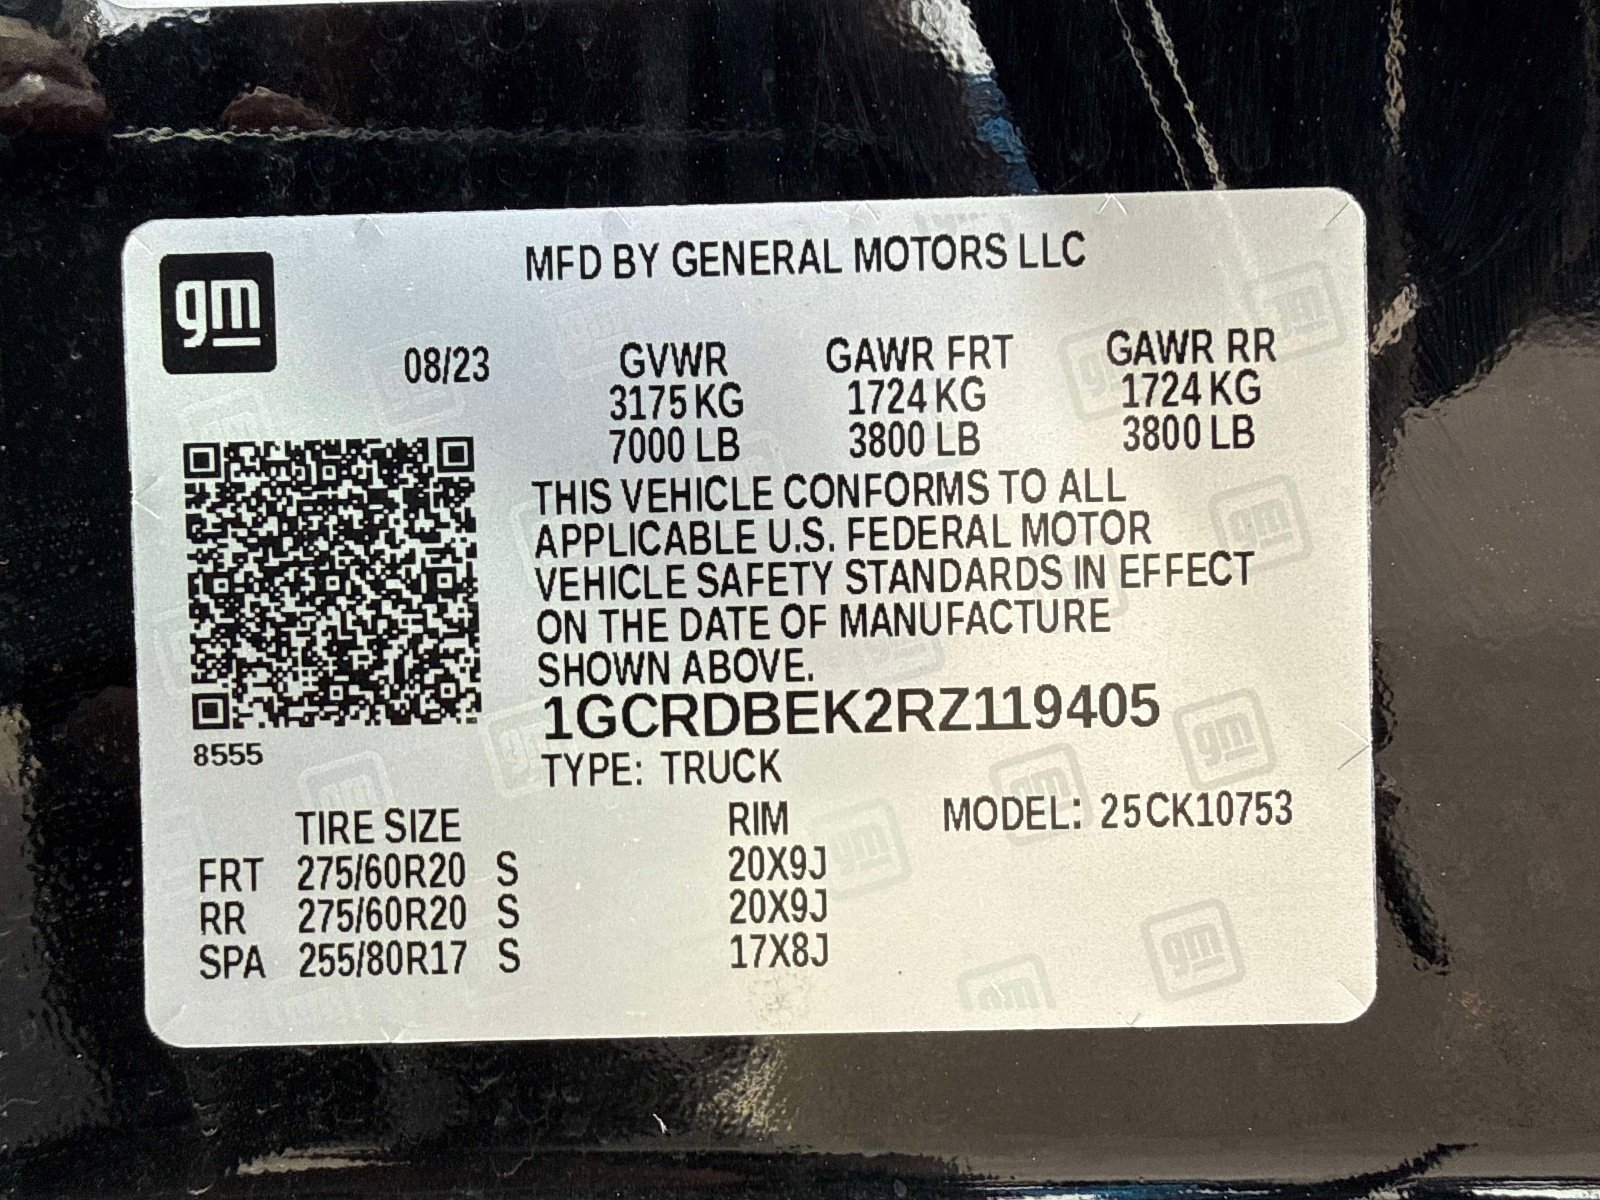 gm
MFD BY GENERAL MOTORS LLC
08/23 GVWR GAWR FRT GAWR RR
3175 KG 1724 KG 1724 KG
7000 LB 3800 LB 3800 LB
THIS VEHICLE CONFORMS TO ALL
APPLICABLE U.S. FEDERAL MOTOR
VEHICLE SAFETY STANDARDS IN EFFECT
ON THE DATE OF MANUFACTURE
SHOWN ABOVE.
1GCRDBEK2RZ119405
8555
TYPE: TRUCK
TIRE SIZE RIM MODEL: 25CK10753
FRT 275/60R20 S 20X9J
RR 275/60R20 S 20X9J
SPA 255/80R17 S 17X8J